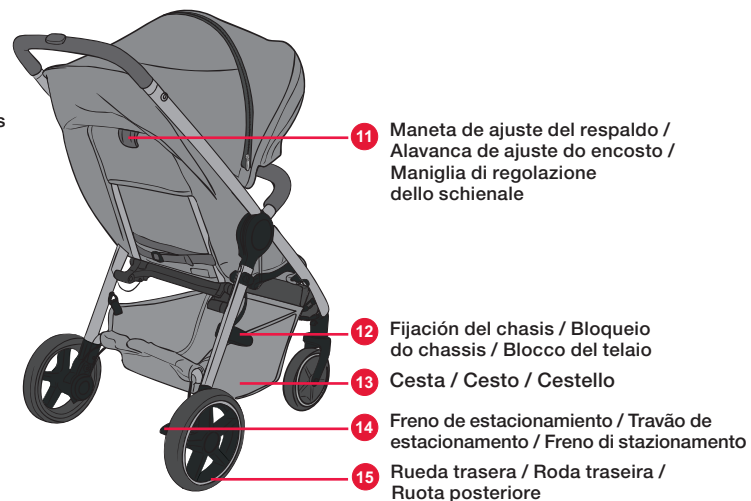 s
11 Maneta de ajuste del respaldo /
Alavanca de ajuste do encosto /
Maniglia di regolazione
dello schienale
12 Fijación del chasis / Bloqueio
do chassis / Blocco del telaio
13 Cesta / Cesto / Cestello
14 Freno de estacionamiento / Travão de
estacionamento / Freno di stazionamento
15 Rueda trasera / Roda traseira /
Ruota posteriore